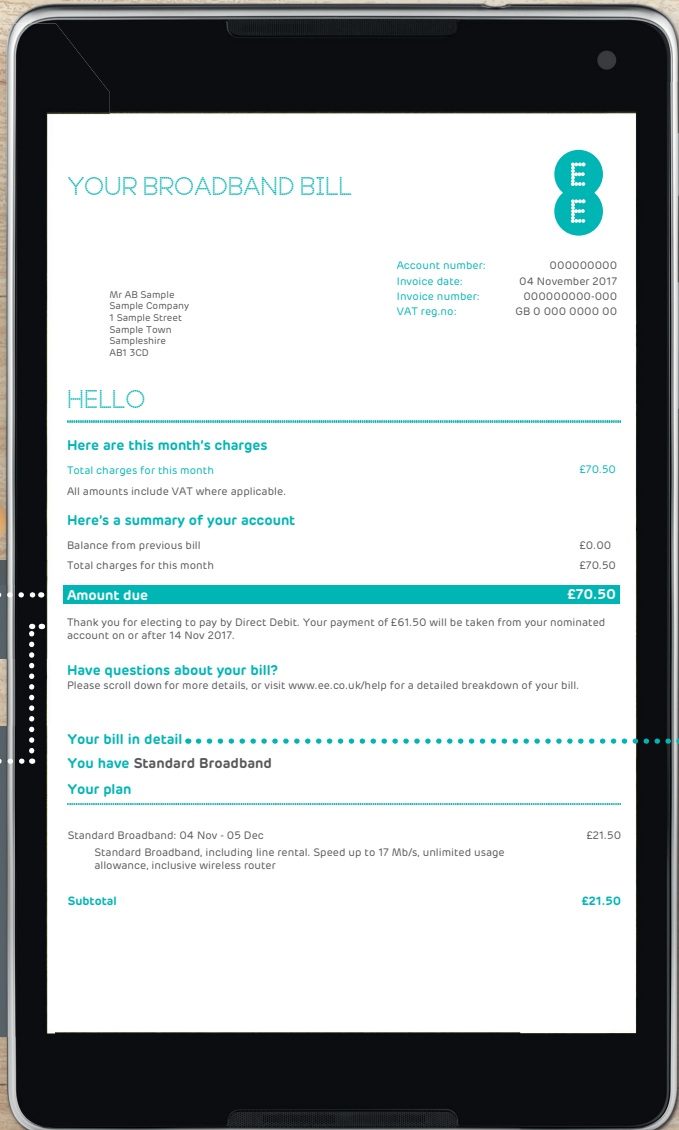 YOUR BROADBAND BILL
E
E
Account number: 000000000
Invoice date: 04 November 2017
Invoice number: 000000000-000
VAT reg.no: GB 0 000 0000 00
Mr AB Sample
Sample Company
1 Sample Street
Sample Town
Sampleshire
AB1 3CD
HELLO
Here are this month's charges
Total charges for this month £70.50
All amounts include VAT where applicable.
Here's a summary of your account
Balance from previous bill £0.00
Total charges for this month £70.50
Amount due £70.50
Thank you for electing to pay by Direct Debit. Your payment of £61.50 will be taken from your nominated
account on or after 14 Nov 2017.
Have questions about your bill?
Please scroll down for more details, or visit www.ee.co.uk/help for a detailed breakdown of your bill.
Your bill in detail
You have Standard Broadband
Your plan
Standard Broadband: 04 Nov - 05 Dec £21.50
Standard Broadband, including line rental. Speed up to 17 Mb/s, unlimited usage
allowance, inclusive wireless router
Subtotal £21.50